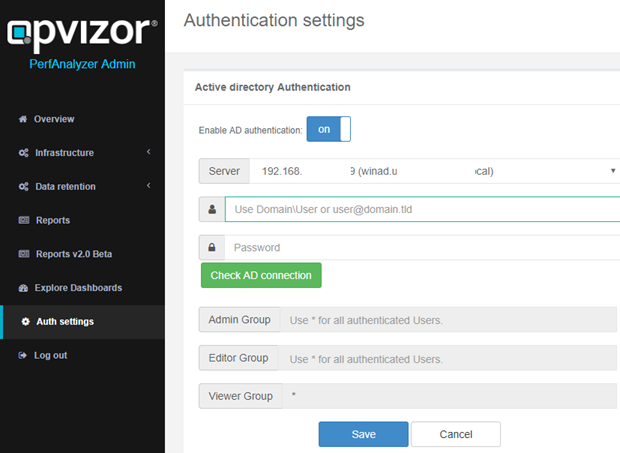 opvizor®
PerfAnalyzer Admin
Overview
Infrastructure
Data retention
Reports
Reports v2.0 Beta
Explore Dashboards
Auth settings
Log out
Authentication settings
Active directory Authentication
Enable AD authentication: on
Server 192.168. 9 (winad.u ocal)
Use Domain\User or user@domain.tld
Password
Check AD connection
Admin Group Use * for all authenticated Users.
Editor Group Use * for all authenticated Users.
Viewer Group *
Save Cancel